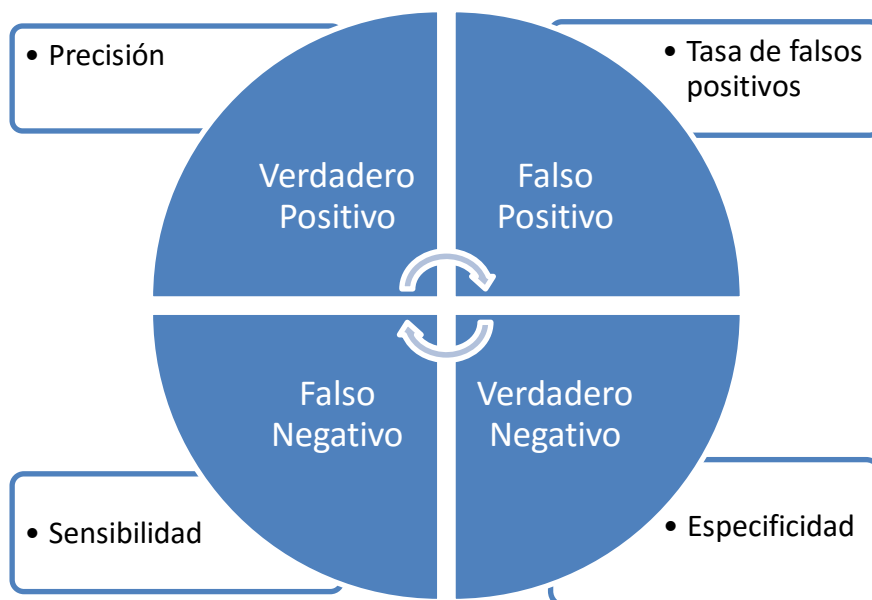 • Precisión
• Tasa de falsos
positivos
Verdadero
Positivo
Falso
Positivo
Falso
Negativo
Verdadero
Negativo
• Sensibilidad
• Especificidad